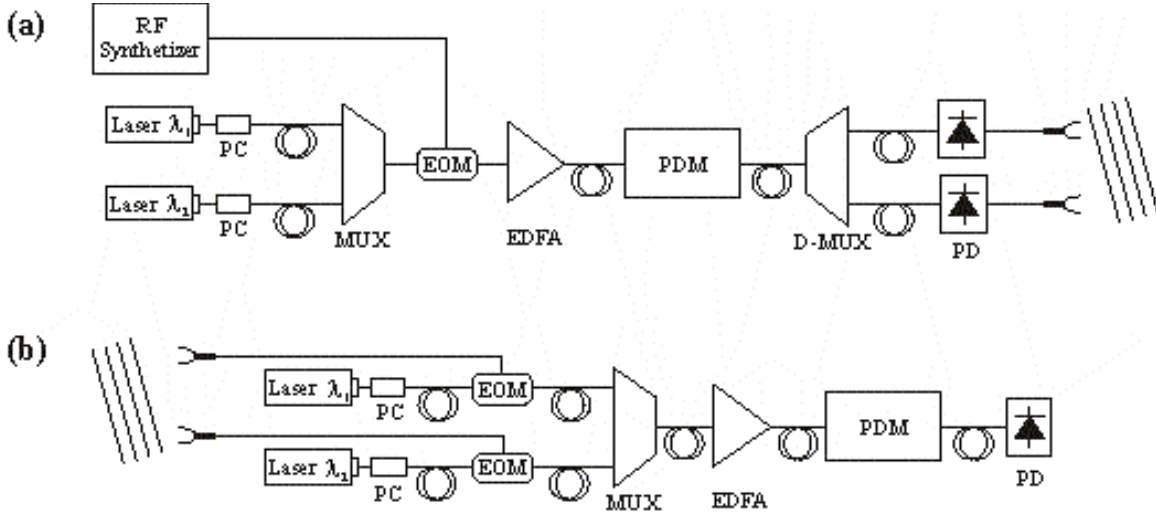 (a)
RF
Synthetizer
Laser λ1
PC
Laser λ2
PC
MUX
EOM
EDFA
PDM
D-MUX
PD
(b)
Laser λ1
PC
EOM
Laser λ2
PC
EOM
MUX
EDFA
PDM
PD